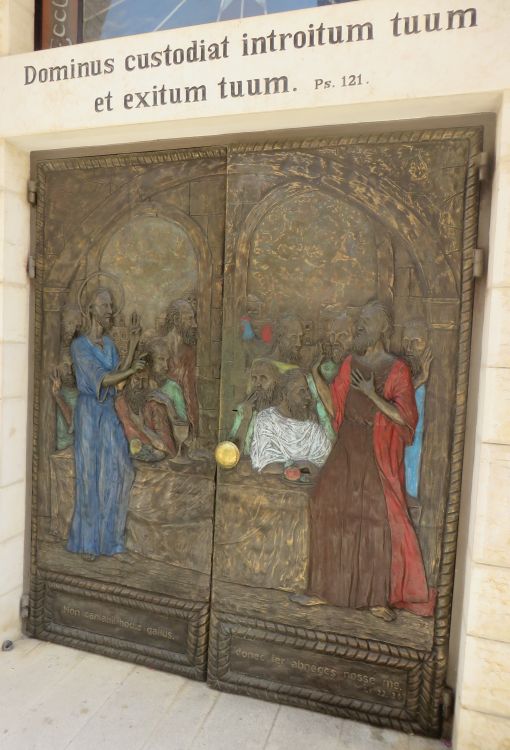 Dominus custodiat introitum tuum
et exitum tuum. Ps. 121.
Non cantabit hodie gallus,
donec ter abneges nosse me.